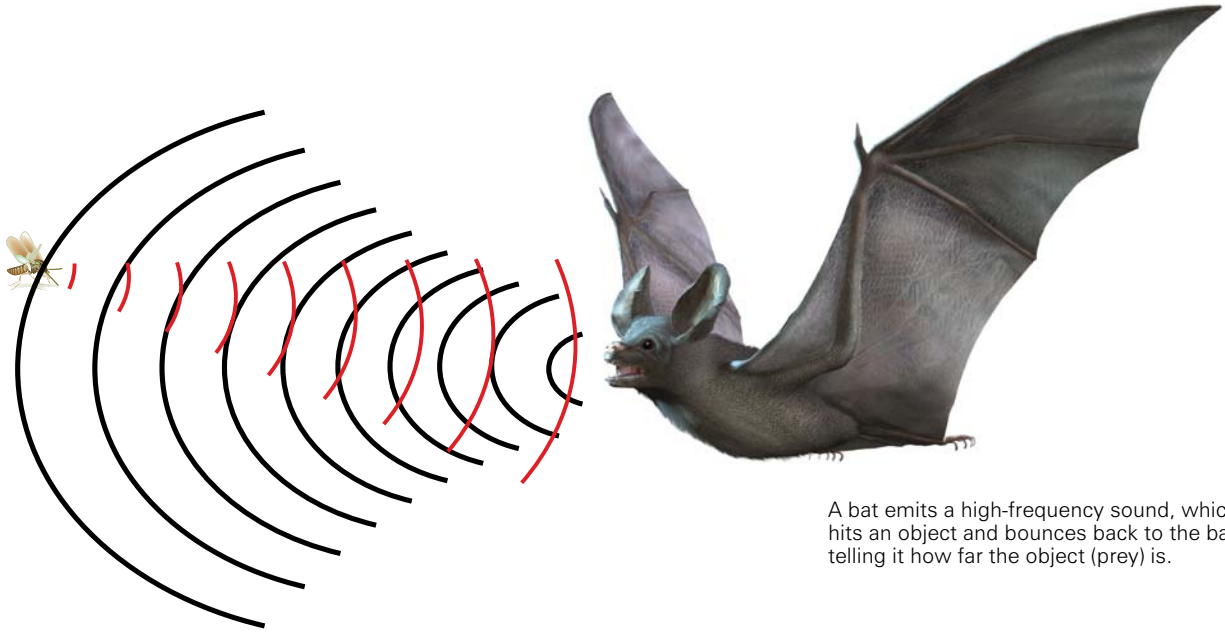 A bat emits a high-frequency sound, whic
hits an object and bounces back to the ba
telling it how far the object (prey) is.